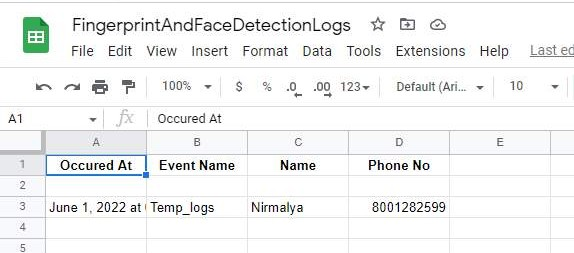 FingerprintAndFaceDetectionLogs
File Edit View Insert Format Data Tools Extensions Help Last ed
100% $ % .0 .00 123 Default (Ari... 10
A1 fx Occured At
A B C D E
1 Occured At Event Name Name Phone No
2
3 June 1, 2022 at Temp_logs Nirmalya 8001282599
4
5